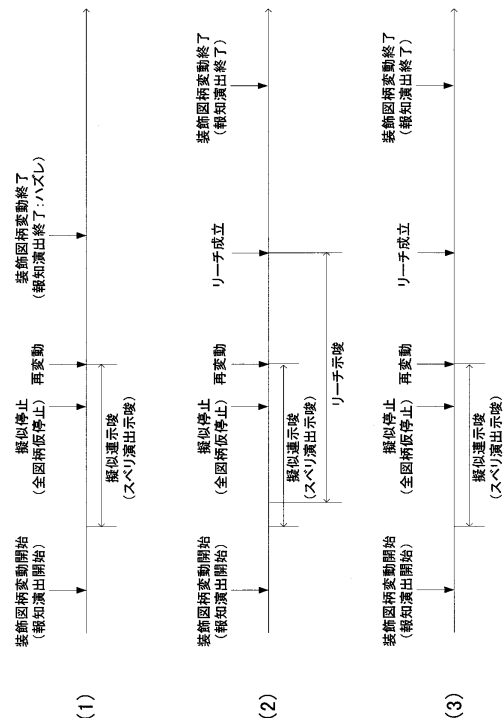 (1)
装飾図柄変動開始
(報知演出開始)
擬似停止
(全図柄仮停止)
再変動
装飾図柄変動終了
(報知演出終了:ハズレ)
擬似連示唆
(スベリ演出示唆)
(2)
装飾図柄変動開始
(報知演出開始)
擬似停止
(全図柄仮停止)
再変動
リーチ成立
装飾図柄変動終了
(報知演出終了)
擬似連示唆
(スベリ演出示唆)
リーチ示唆
(3)
装飾図柄変動開始
(報知演出開始)
擬似停止
(全図柄仮停止)
再変動
リーチ成立
装飾図柄変動終了
(報知演出終了)
擬似連示唆
(スベリ演出示唆)